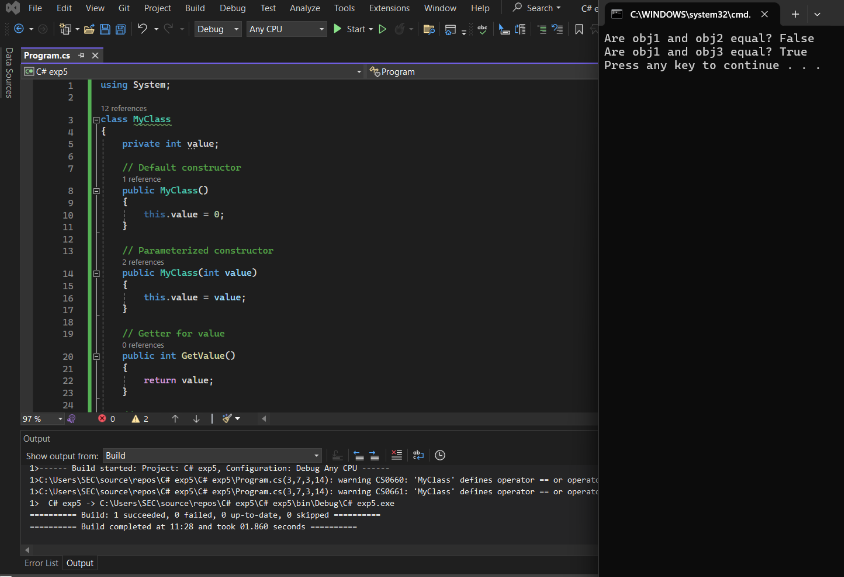 File Edit View Git Project Build Debug Test Analyze Tools Extensions Window Help Search C# e
Debug Any CPU Start
Data Sources
Program.cs
C# exp5 Program
1 using System;
2
12 references
3 class MyClass
4 {
5 private int value;
6
7 // Default constructor
1 reference
8 public MyClass()
9 {
10 this.value = 0;
11 }
12
13 // Parameterized constructor
2 references
14 public MyClass(int value)
15 {
16 this.value = value;
17 }
18
19 // Getter for value
0 references
20 public int GetValue()
21 {
22 return value;
23 }
24
97 % 0 2
Output
Show output from: Build
1>------ Build started: Project: C# exp5, Configuration: Debug Any CPU ------
1>C:\Users\SEC\source\repos\C# exp5\C# exp5\Program.cs(3,7,3,14): warning CS0660: 'MyClass' defines operator == or operato
1>C:\Users\SEC\source\repos\C# exp5\C# exp5\Program.cs(3,7,3,14): warning CS0661: 'MyClass' defines operator == or operato
1> C# exp5 -> C:\Users\SEC\source\repos\C# exp5\C# exp5\bin\Debug\C# exp5.exe
========== Build: 1 succeeded, 0 failed, 0 up-to-date, 0 skipped ==========
========== Build completed at 11:28 and took 01.860 seconds ==========
Error List Output
C:\WINDOWS\system32\cmd.
Are obj1 and obj2 equal? False
Are obj1 and obj3 equal? True
Press any key to continue . . .